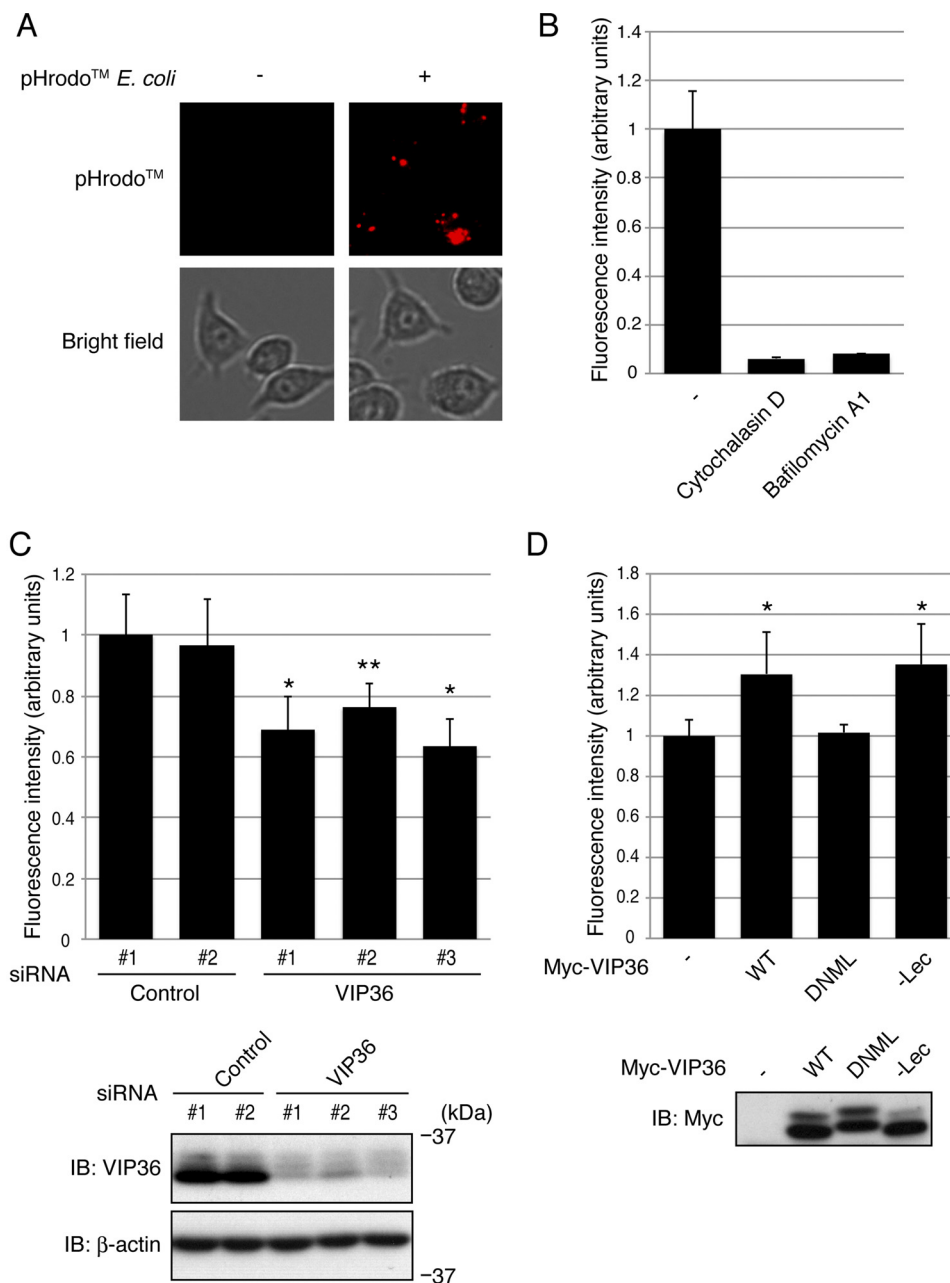 A
pHrodo™ E. coli - +
pHrodo™
Bright field
B
Fluorescence intensity (arbitrary units)
1.4
1.2
1
0.8
0.6
0.4
0.2
0
-
Cytochalasin D
Bafilomycin A1
C
Fluorescence intensity (arbitrary units)
1.2
1
0.8
0.6
0.4
0.2
0
* ** *
siRNA #1 #2 #1 #2 #3
Control VIP36
siRNA Control VIP36
#1 #2 #1 #2 #3 (kDa)
-37
IB: VIP36
IB: β-actin
-37
D
Fluorescence intensity (arbitrary units)
1.8
1.6
1.4
1.2
1
0.8
0.6
0.4
0.2
0
* *
Myc-VIP36 - WT DNML -Lec
Myc-VIP36 - WT DNML -Lec
IB: Myc